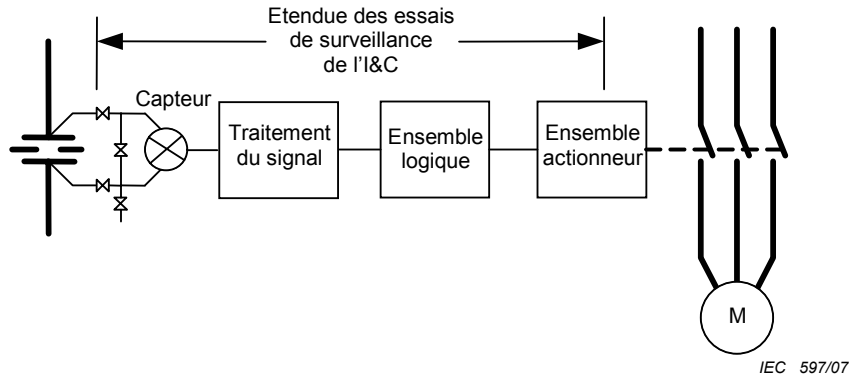 Etendue des essais
de surveillance
de l'I&C
Capteur
Traitement
du signal
Ensemble
logique
Ensemble
actionneur
M
IEC 597/07